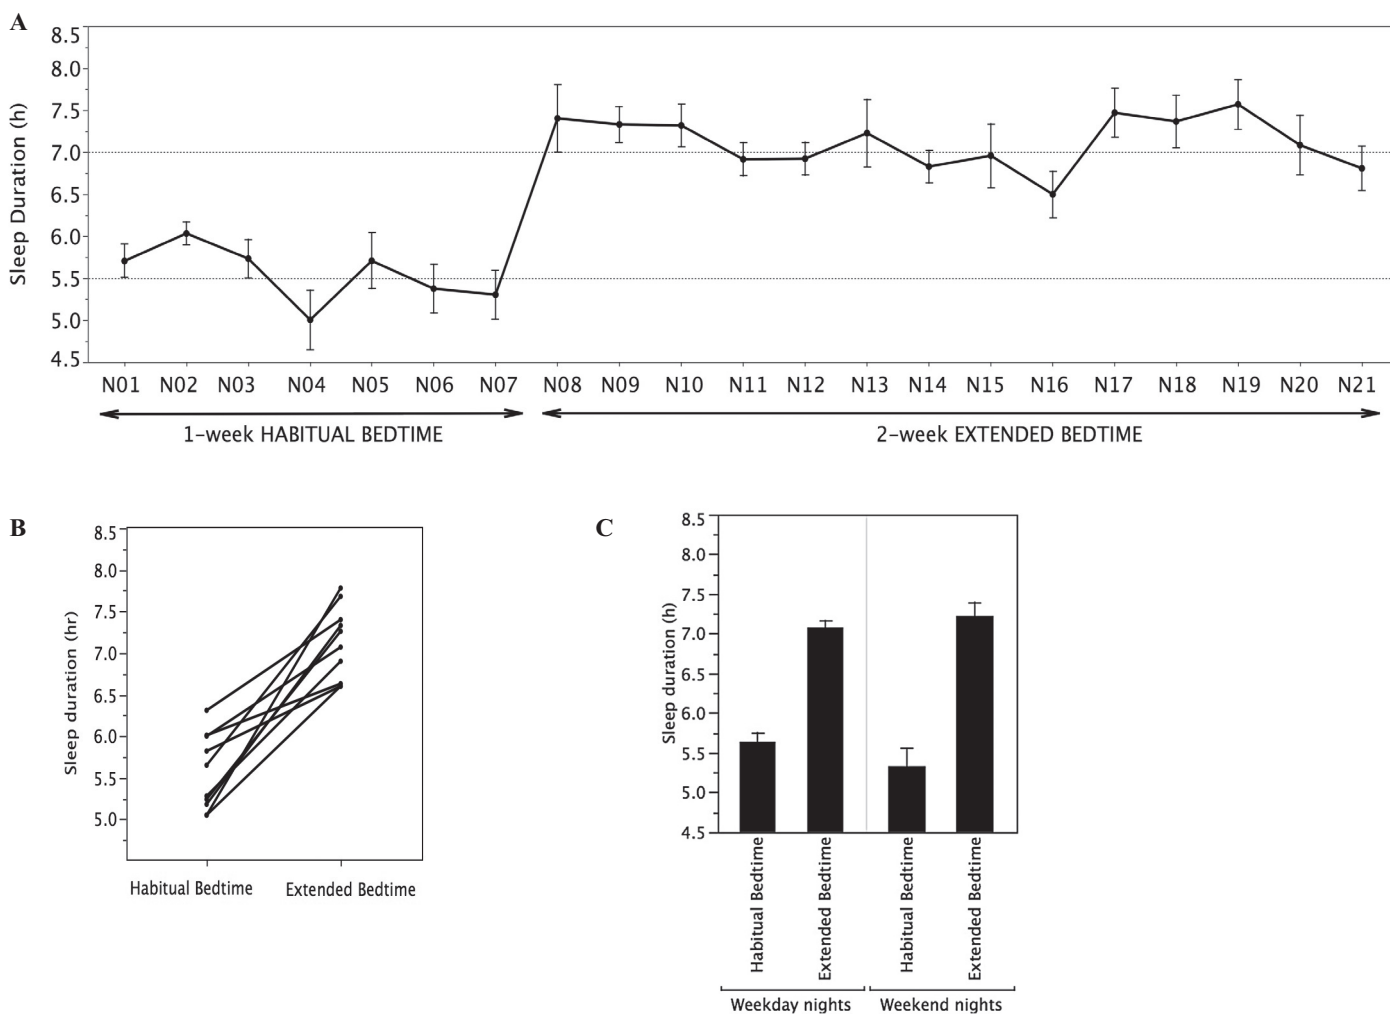 A
Sleep Duration (h)
8.5
8.0
7.5
7.0
6.5
6.0
5.5
5.0
4.5
N01 N02 N03 N04 N05 N06 N07 N08 N09 N10 N11 N12 N13 N14 N15 N16 N17 N18 N19 N20 N21
1-week HABITUAL BEDTIME 2-week EXTENDED BEDTIME
B
Sleep duration (hr)
8.5
8.0
7.5
7.0
6.5
6.0
5.5
5.0
Habitual Bedtime Extended Bedtime
C
Sleep duration (h)
8.5
8.0
7.5
7.0
6.5
6.0
5.5
5.0
4.5
Habitual Bedtime
Extended Bedtime
Habitual Bedtime
Extended Bedtime
Weekday nights Weekend nights